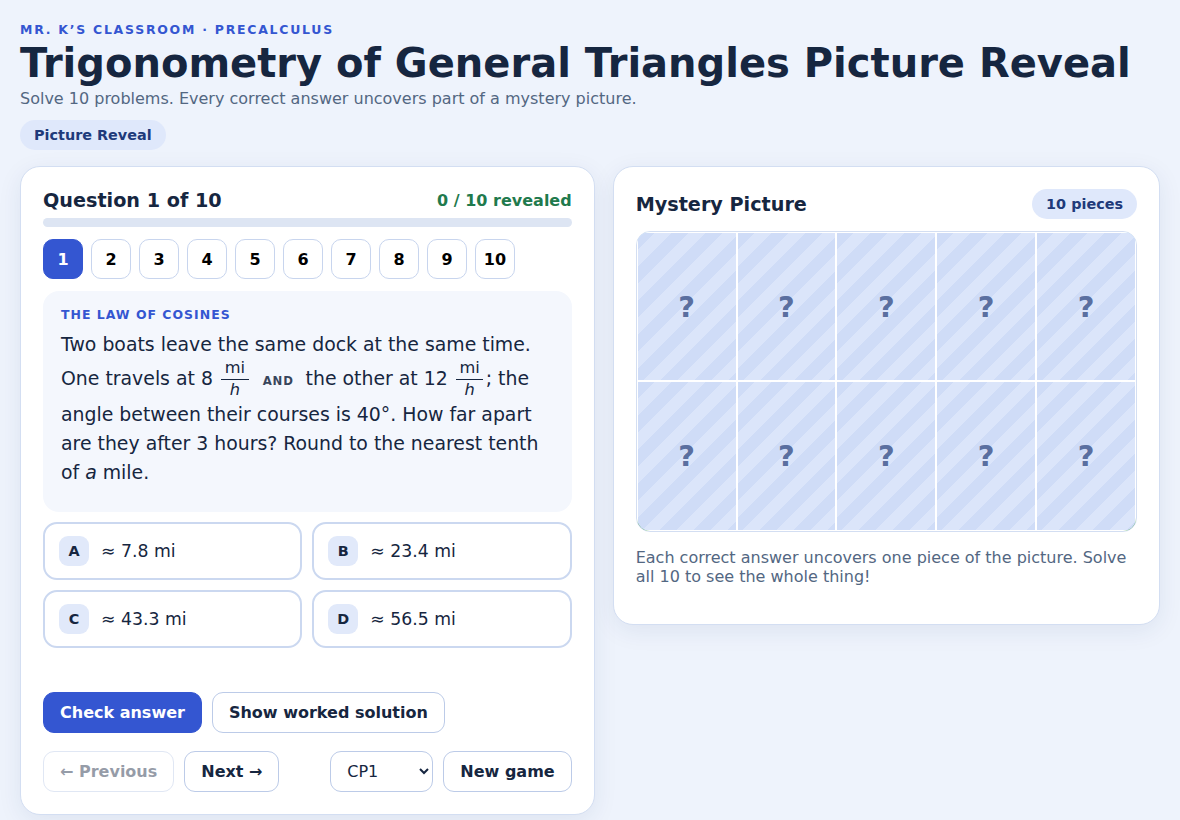 MR. K’S CLASSROOM · PRECALCULUS
Trigonometry of General Triangles Picture Reveal
Solve 10 problems. Every correct answer uncovers part of a mystery picture.
Picture Reveal
Question 1 of 10
0 / 10 revealed
1 2 3 4 5 6 7 8 9 10
THE LAW OF COSINES
Two boats leave the same dock at the same time.
One travels at 8 mi/h AND the other at 12 mi/h; the
angle between their courses is 40°. How far apart
are they after 3 hours? Round to the nearest tenth
of a mile.
A ≈ 7.8 mi
B ≈ 23.4 mi
C ≈ 43.3 mi
D ≈ 56.5 mi
Check answer
Show worked solution
← Previous
Next →
CP1
New game
Mystery Picture
10 pieces
? ? ? ? ?
? ? ? ? ?
Each correct answer uncovers one piece of the picture. Solve
all 10 to see the whole thing!